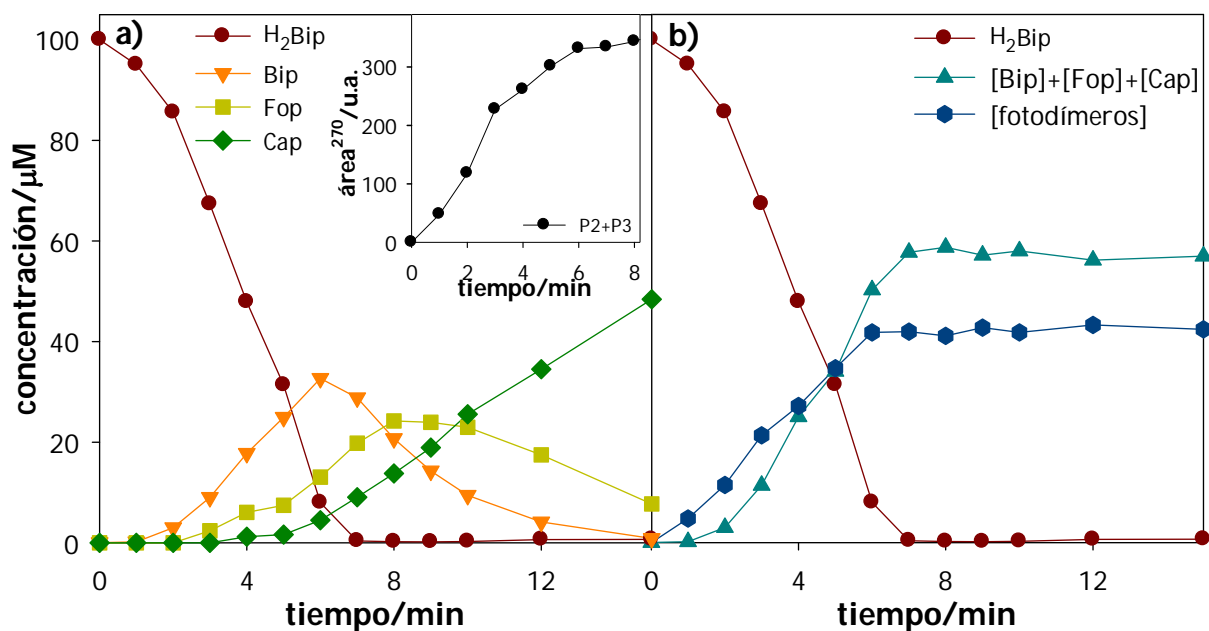 a)
H₂Bip
Bip
Fop
Cap
área²⁷⁰/u.a.
300
200
100
0
P2+P3
0 2 4 6 8
tiempo/min
b)
H₂Bip
[Bip]+[Fop]+[Cap]
[fotodímeros]
concentración/μM
100
80
60
40
20
0
0 4 8 12 0 4 8 12
tiempo/min tiempo/min